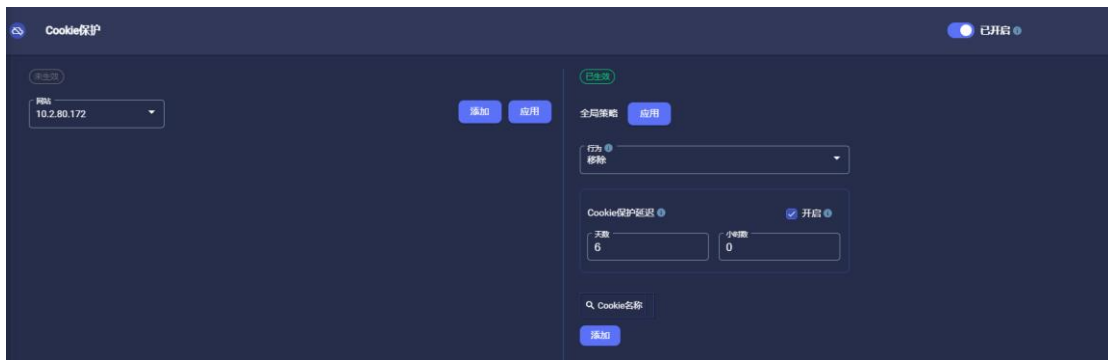 Cookie保护
已开启
未生效
网站
10.2.80.172
添加 应用
已生效
全局策略 应用
行为
移除
Cookie保护延迟
开启
天数
6
小时数
0
Cookie名称
添加